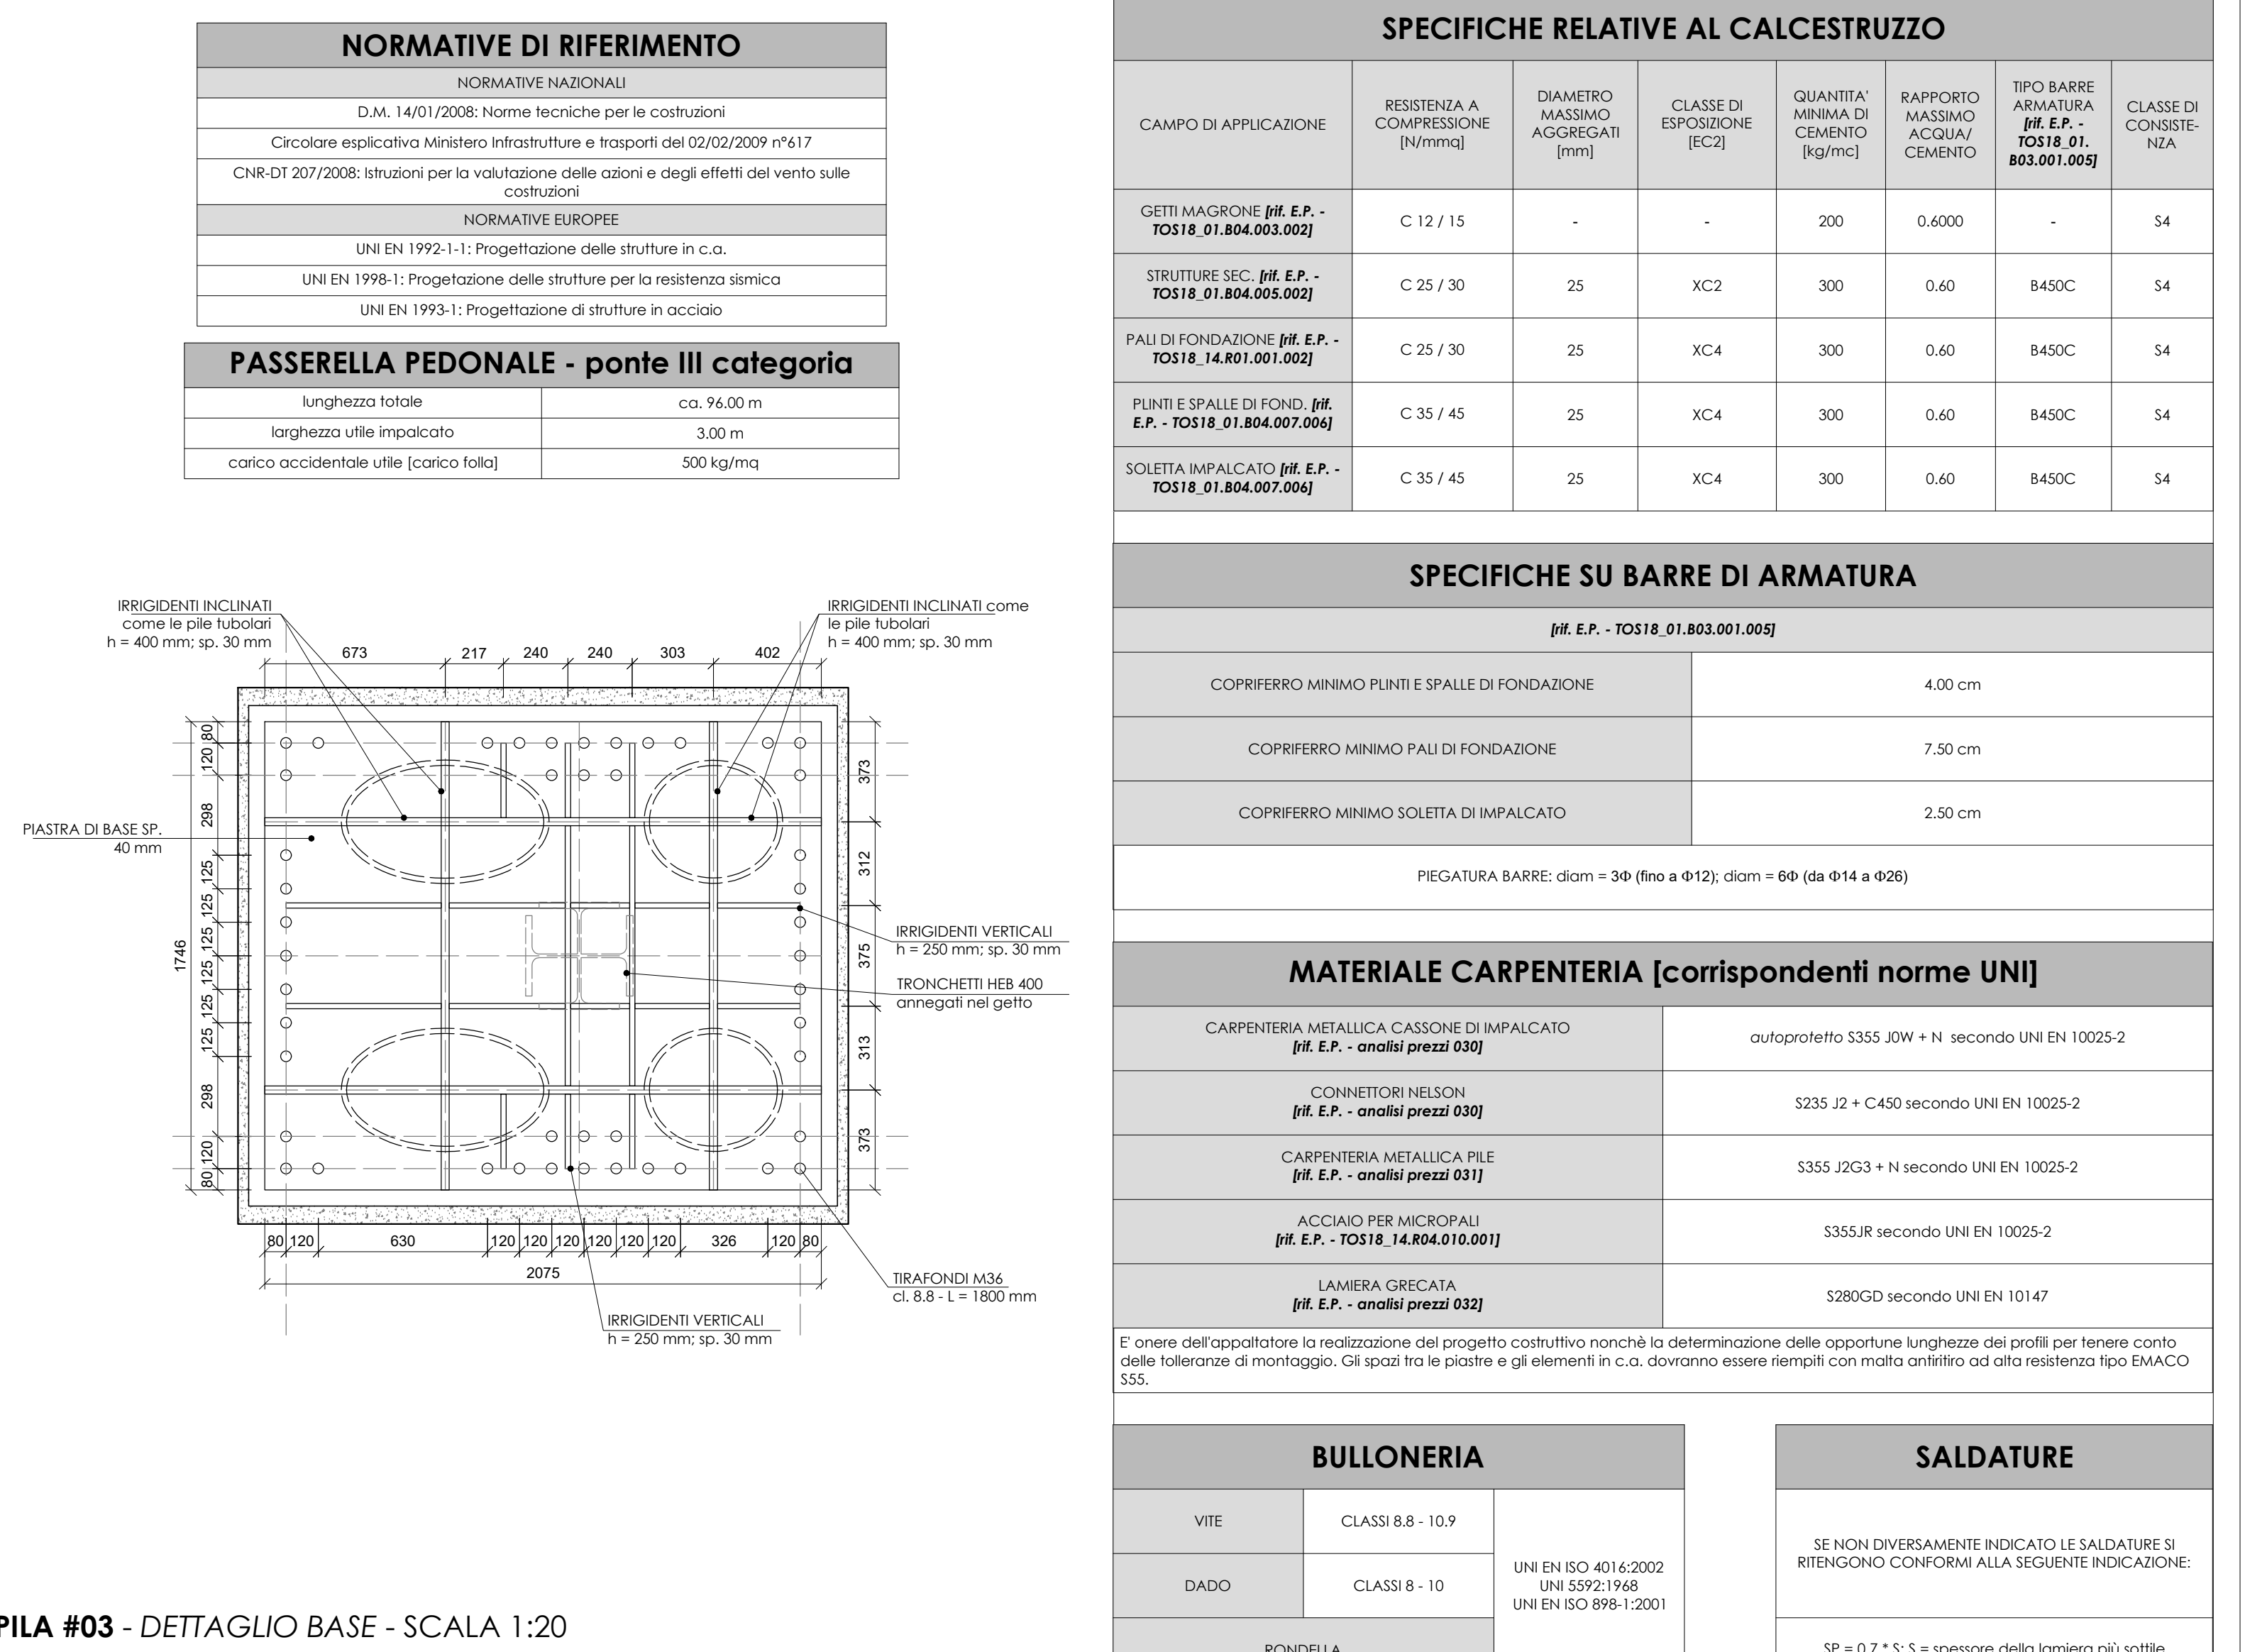 NORMATIVE DI RIFERIMENTO
NORMATIVE NAZIONALI
D.M. 14/01/2008: Norme tecniche per le costruzioni
Circolare esplicativa Ministero Infrastrutture e trasporti del 02/02/2009 n°617
CNR-DT 207/2008: Istruzioni per la valutazione delle azioni e degli effetti del vento sulle
costruzioni
NORMATIVE EUROPEE
UNI EN 1992-1-1: Progettazione delle strutture in c.a.
UNI EN 1998-1: Progetazione delle strutture per la resistenza sismica
UNI EN 1993-1: Progettazione di strutture in acciaio
PASSERELLA PEDONALE - ponte III categoria
lunghezza totale ca. 96.00 m
larghezza utile impalcato 3.00 m
carico accidentale utile [carico folla] 500 kg/mq
IRRIGIDENTI INCLINATI
come le pile tubolari
h = 400 mm; sp. 30 mm
IRRIGIDENTI INCLINATI come
le pile tubolari
h = 400 mm; sp. 30 mm
673 217 240 240 303 402
80
120
298
125
125
125
125
125
125
298
120
80
1746
373
312
375
313
373
PIASTRA DI BASE SP.
40 mm
IRRIGIDENTI VERTICALI
h = 250 mm; sp. 30 mm
TRONCHETTI HEB 400
annegati nel getto
80 120 630 120 120 120 120 120 120 326 120 80
2075
TIRAFONDI M36
cl. 8.8 - L = 1800 mm
IRRIGIDENTI VERTICALI
h = 250 mm; sp. 30 mm
PILA #03 - DETTAGLIO BASE - SCALA 1:20
SPECIFICHE RELATIVE AL CALCESTRUZZO
CAMPO DI APPLICAZIONE
RESISTENZA A
COMPRESSIONE
[N/mmq]
DIAMETRO
MASSIMO
AGGREGATI
[mm]
CLASSE DI
ESPOSIZIONE
[EC2]
QUANTITA'
MINIMA DI
CEMENTO
[kg/mc]
RAPPORTO
MASSIMO
ACQUA/
CEMENTO
TIPO BARRE
ARMATURA
[rif. E.P. -
TOS18_01.
B03.001.005]
CLASSE DI
CONSISTE-
NZA
GETTI MAGRONE [rif. E.P. -
TOS18_01.B04.003.002]
C 12 / 15 - - 200 0.6000 - S4
STRUTTURE SEC. [rif. E.P. -
TOS18_01.B04.005.002]
C 25 / 30 25 XC2 300 0.60 B450C S4
PALI DI FONDAZIONE [rif. E.P. -
TOS18_14.R01.001.002]
C 25 / 30 25 XC4 300 0.60 B450C S4
PLINTI E SPALLE DI FOND. [rif.
E.P. - TOS18_01.B04.007.006]
C 35 / 45 25 XC4 300 0.60 B450C S4
SOLETTA IMPALCATO [rif. E.P. -
TOS18_01.B04.007.006]
C 35 / 45 25 XC4 300 0.60 B450C S4
SPECIFICHE SU BARRE DI ARMATURA
[rif. E.P. - TOS18_01.B03.001.005]
COPRIFERRO MINIMO PLINTI E SPALLE DI FONDAZIONE 4.00 cm
COPRIFERRO MINIMO PALI DI FONDAZIONE 7.50 cm
COPRIFERRO MINIMO SOLETTA DI IMPALCATO 2.50 cm
PIEGATURA BARRE: diam = 3Φ (fino a Φ12); diam = 6Φ (da Φ14 a Φ26)
MATERIALE CARPENTERIA [corrispondenti norme UNI]
CARPENTERIA METALLICA CASSONE DI IMPALCATO
[rif. E.P. - analisi prezzi 030]
autoprotetto S355 J0W + N secondo UNI EN 10025-2
CONNETTORI NELSON
[rif. E.P. - analisi prezzi 030]
S235 J2 + C450 secondo UNI EN 10025-2
CARPENTERIA METALLICA PILE
[rif. E.P. - analisi prezzi 031]
S355 J2G3 + N secondo UNI EN 10025-2
ACCIAIO PER MICROPALI
[rif. E.P. - TOS18_14.R04.010.001]
S355JR secondo UNI EN 10025-2
LAMIERA GRECATA
[rif. E.P. - analisi prezzi 032]
S280GD secondo UNI EN 10147
E' onere dell'appaltatore la realizzazione del progetto costruttivo nonchè la determinazione delle opportune lunghezze dei profili per tenere conto
delle tolleranze di montaggio. Gli spazi tra le piastre e gli elementi in c.a. dovranno essere riempiti con malta antiritiro ad alta resistenza tipo EMACO
S55.
BULLONERIA
VITE CLASSI 8.8 - 10.9
DADO CLASSI 8 - 10
UNI EN ISO 4016:2002
UNI 5592:1968
UNI EN ISO 898-1:2001
RONDELLA
SALDATURE
SE NON DIVERSAMENTE INDICATO LE SALDATURE SI
RITENGONO CONFORMI ALLA SEGUENTE INDICAZIONE:
SP = 0.7 * S; S = spessore della lamiera più sottile